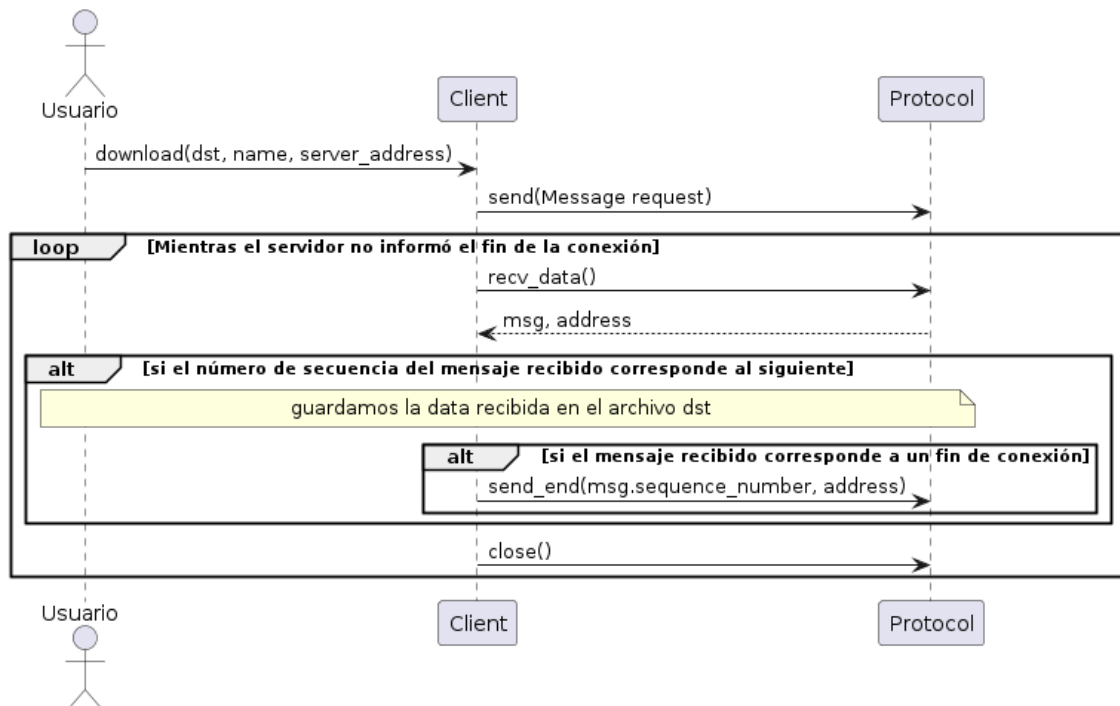 Usuario
Client
Protocol
download(dst, name, server_address)
send(Message request)
loop [Mientras el servidor no informó el fin de la conexión]
recv_data()
msg, address
alt [si el número de secuencia del mensaje recibido corresponde al siguiente]
guardamos la data recibida en el archivo dst
alt [si el mensaje recibido corresponde a un fin de conexión]
send_end(msg.sequence_number, address)
close()
Usuario
Client
Protocol